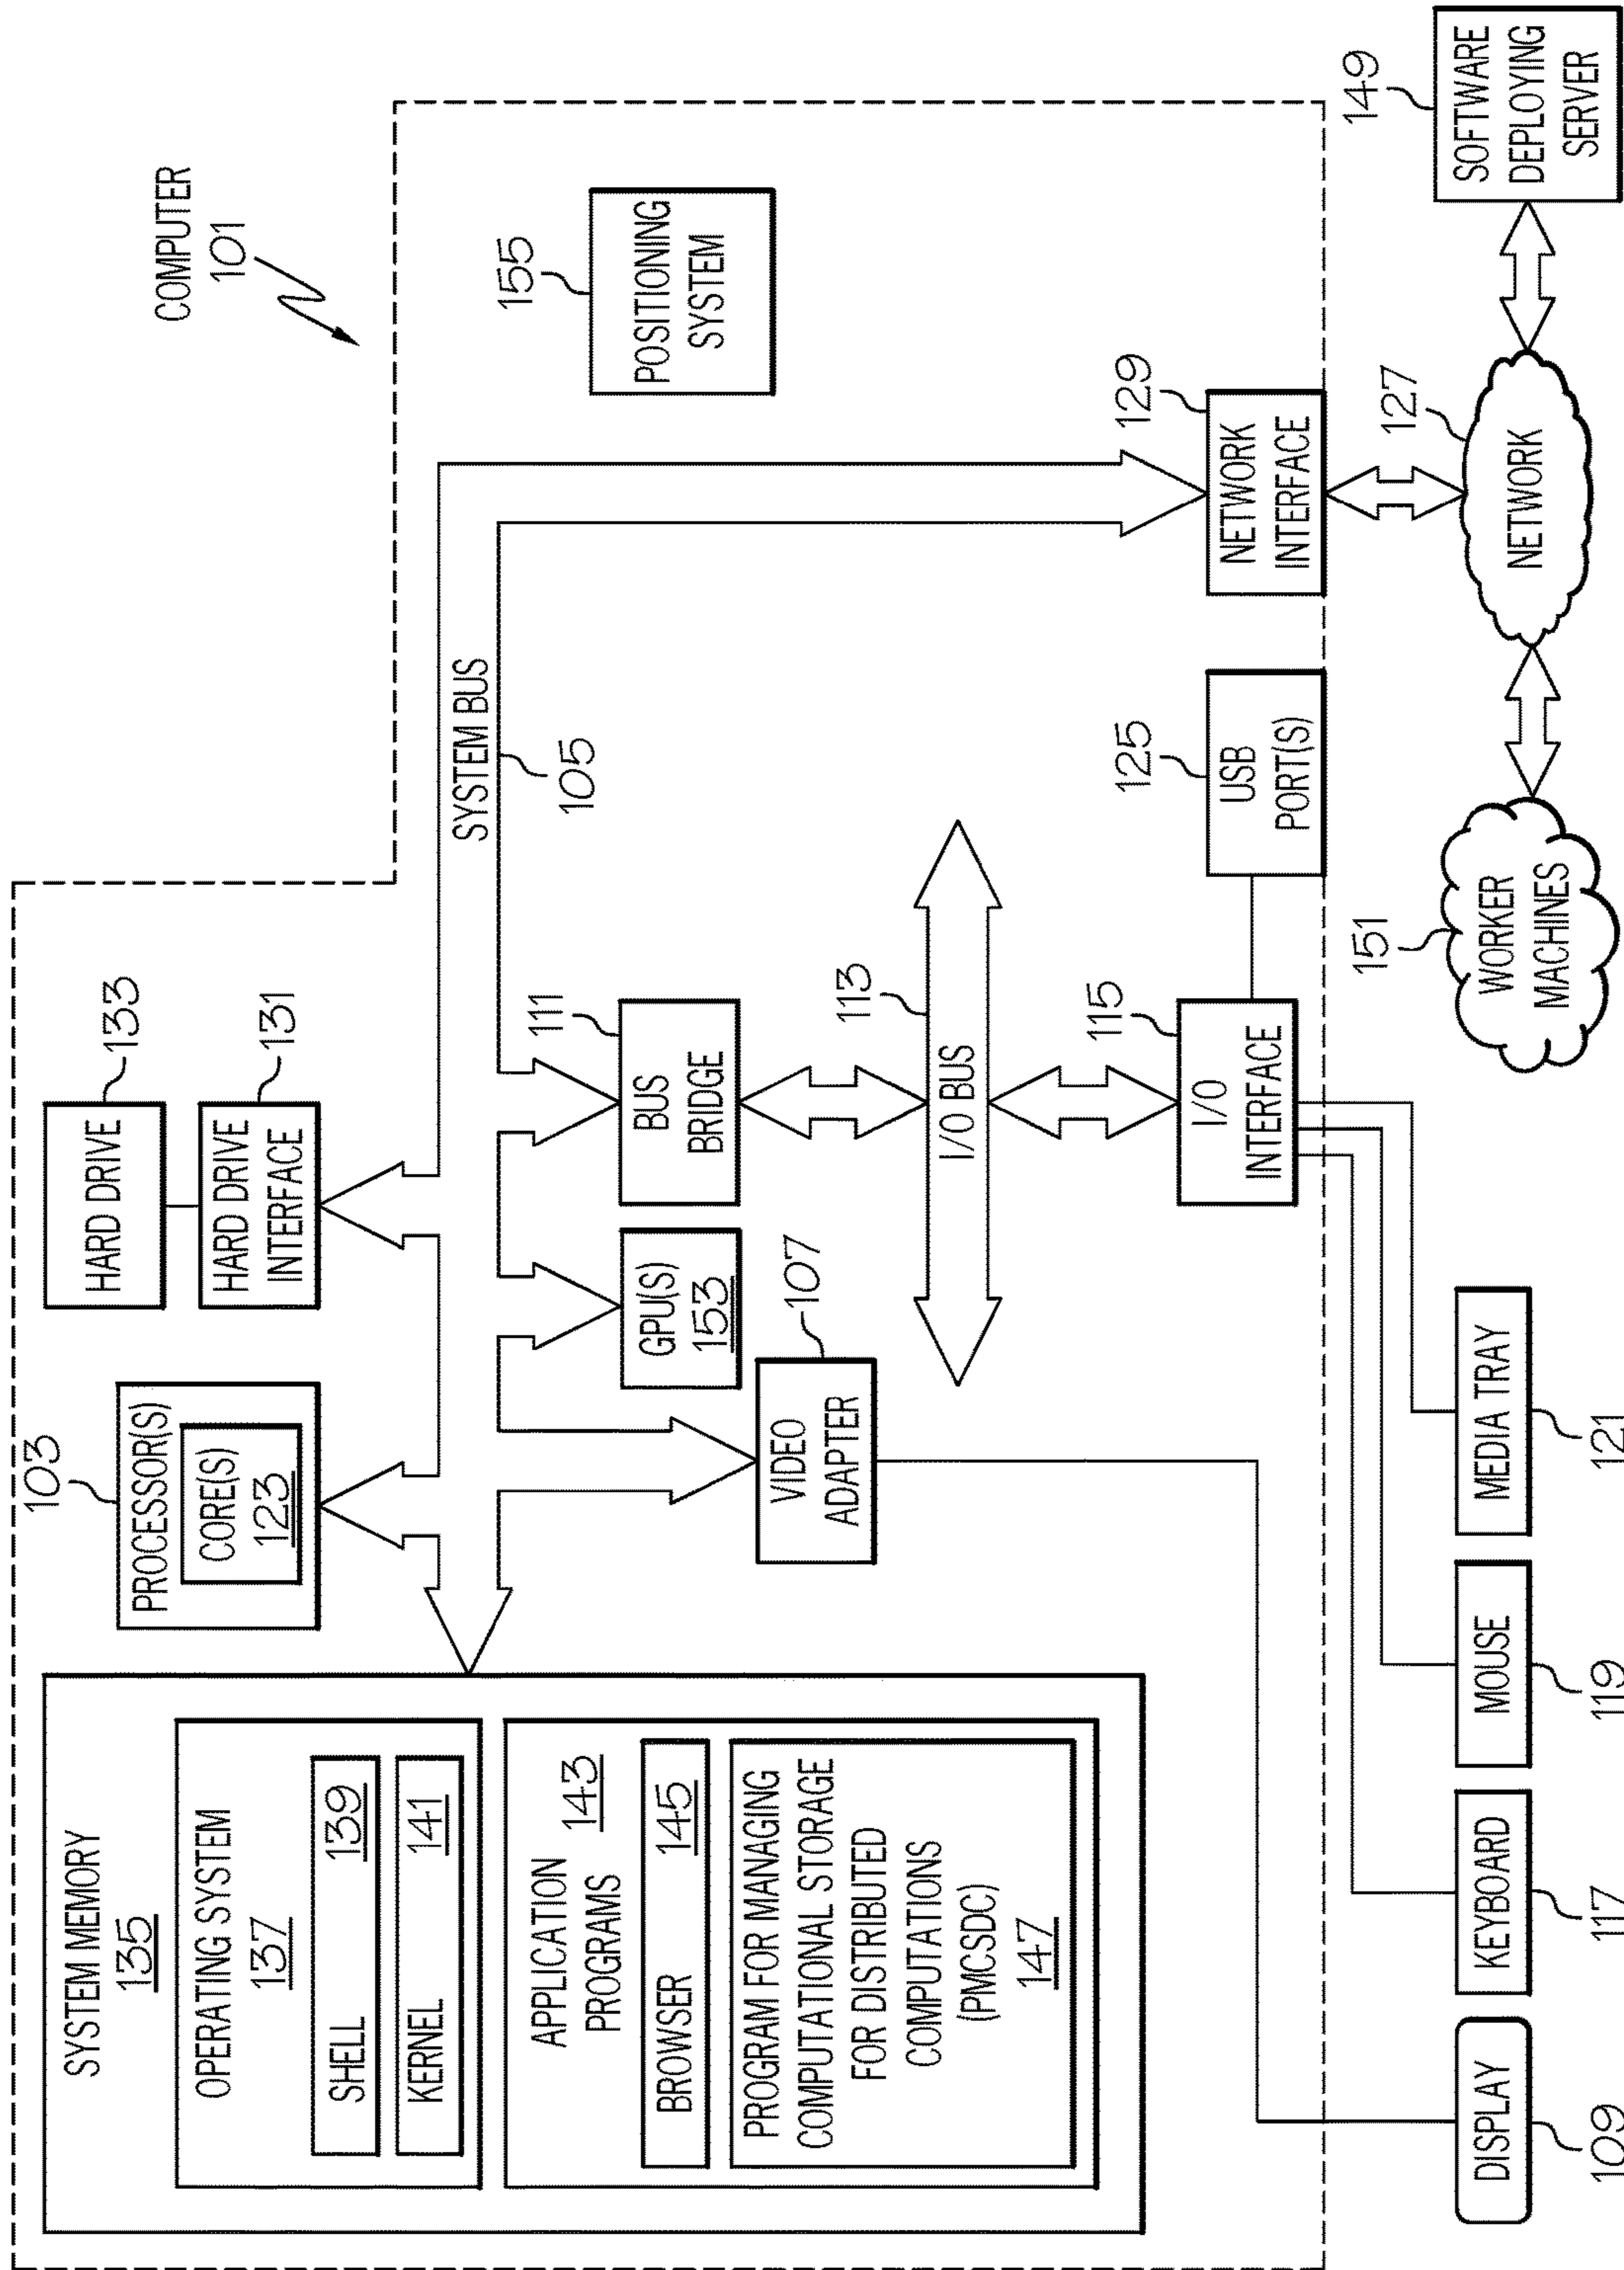 COMPUTER
101
SYSTEM MEMORY
135
OPERATING SYSTEM
137
SHELL
139
KERNEL
141
APPLICATION
PROGRAMS
143
BROWSER
145
PROGRAM FOR MANAGING
COMPUTATIONAL STORAGE
FOR DISTRIBUTED
COMPUTATIONS
(PMCSDC)
147
103
PROCESSOR(S)
CORE(S)
123
HARD DRIVE
133
HARD DRIVE
INTERFACE
131
SYSTEM BUS
105
155
POSITIONING
SYSTEM
GPU(S)
153
BUS
BRIDGE
111
VIDEO
ADAPTER
107
113
I/O BUS
115
I/O
INTERFACE
125
USB
PORT(S)
129
NETWORK
INTERFACE
DISPLAY
109
KEYBOARD
117
MOUSE
119
MEDIA TRAY
121
151
WORKER
MACHINES
127
NETWORK
149
SOFTWARE
DEPLOYING
SERVER